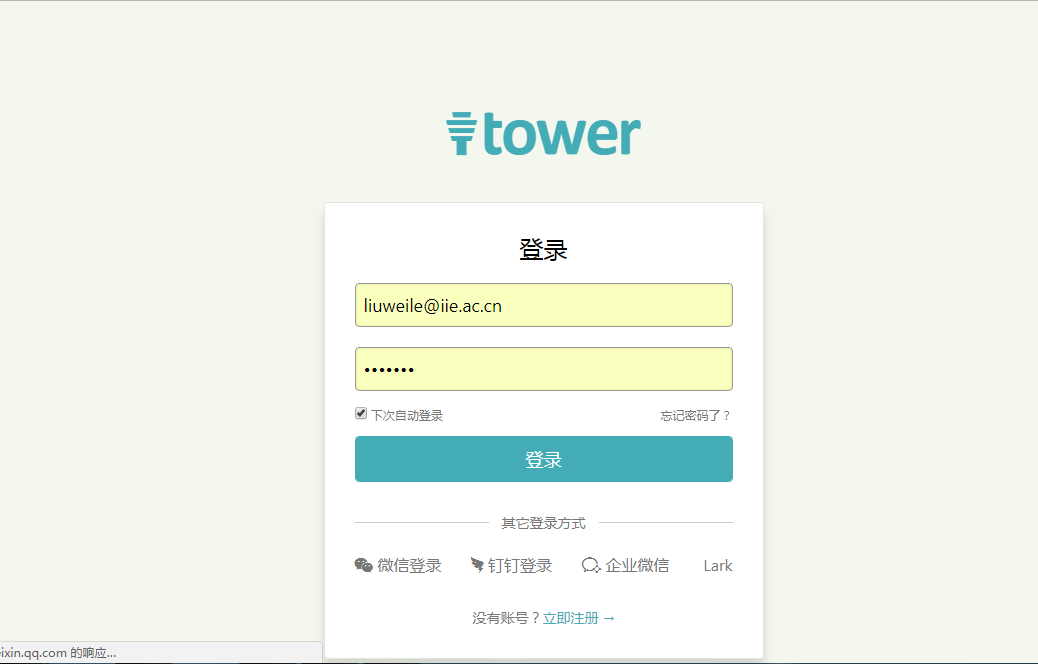 tower
登录
liuweile@iie.ac.cn
•••••••
下次自动登录 忘记密码了？
登录
其它登录方式
微信登录 钉钉登录 企业微信 Lark
没有账号？立即注册 →
eixin.qq.com 的响应...